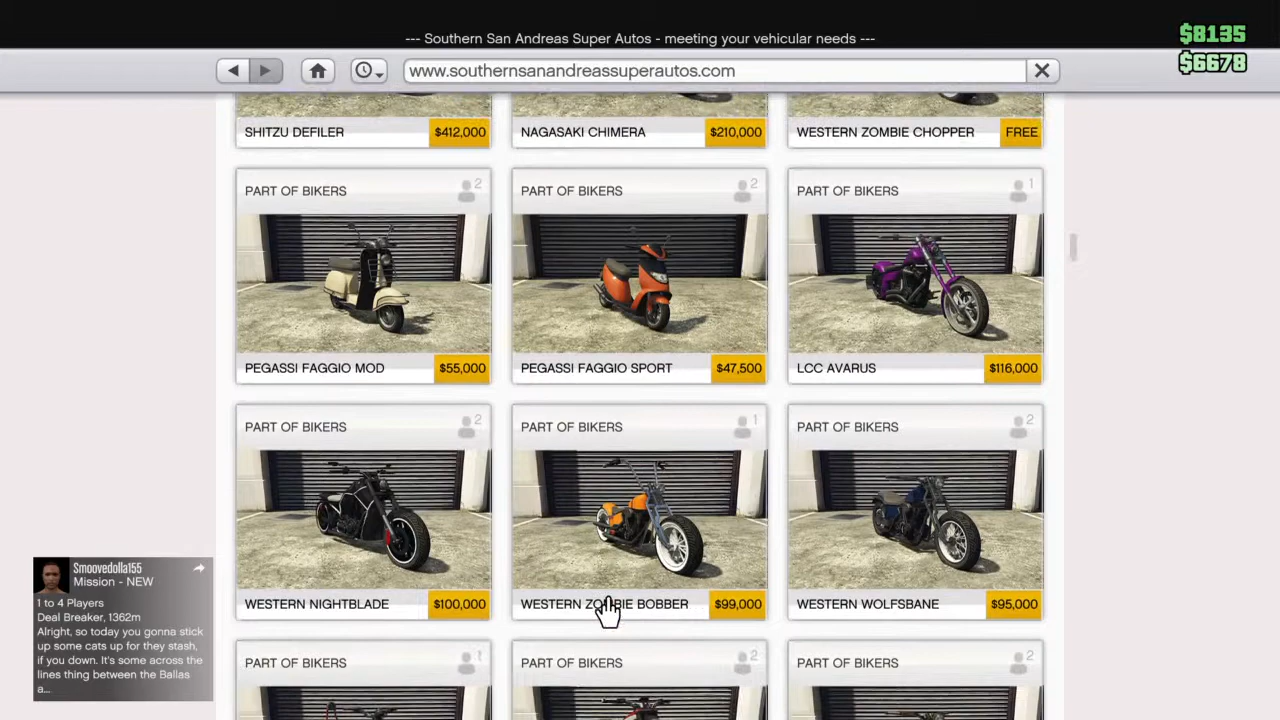 --- Southern San Andreas Super Autos - meeting your vehicular needs ---
$8135
$6678
www.southernsanandreassuperautos.com
SHITZU DEFILER $412,000
NAGASAKI CHIMERA $210,000
WESTERN ZOMBIE CHOPPER FREE
PART OF BIKERS 2
PART OF BIKERS 2
PART OF BIKERS 1
PEGASSI FAGGIO MOD $55,000
PEGASSI FAGGIO SPORT $47,500
LCC AVARUS $116,000
PART OF BIKERS 2
PART OF BIKERS 1
PART OF BIKERS 2
WESTERN NIGHTBLADE $100,000
WESTERN ZOMBIE BOBBER $99,000
WESTERN WOLFSBANE $95,000
PART OF BIKERS 1
PART OF BIKERS 2
PART OF BIKERS 2
Smoovedolla155
Mission - NEW
1 to 4 Players
Deal Breaker, 1362m
Alright, so today you gonna stick
up some cats up for they stash,
if you down. It's some across the
lines thing between the Ballas
a...